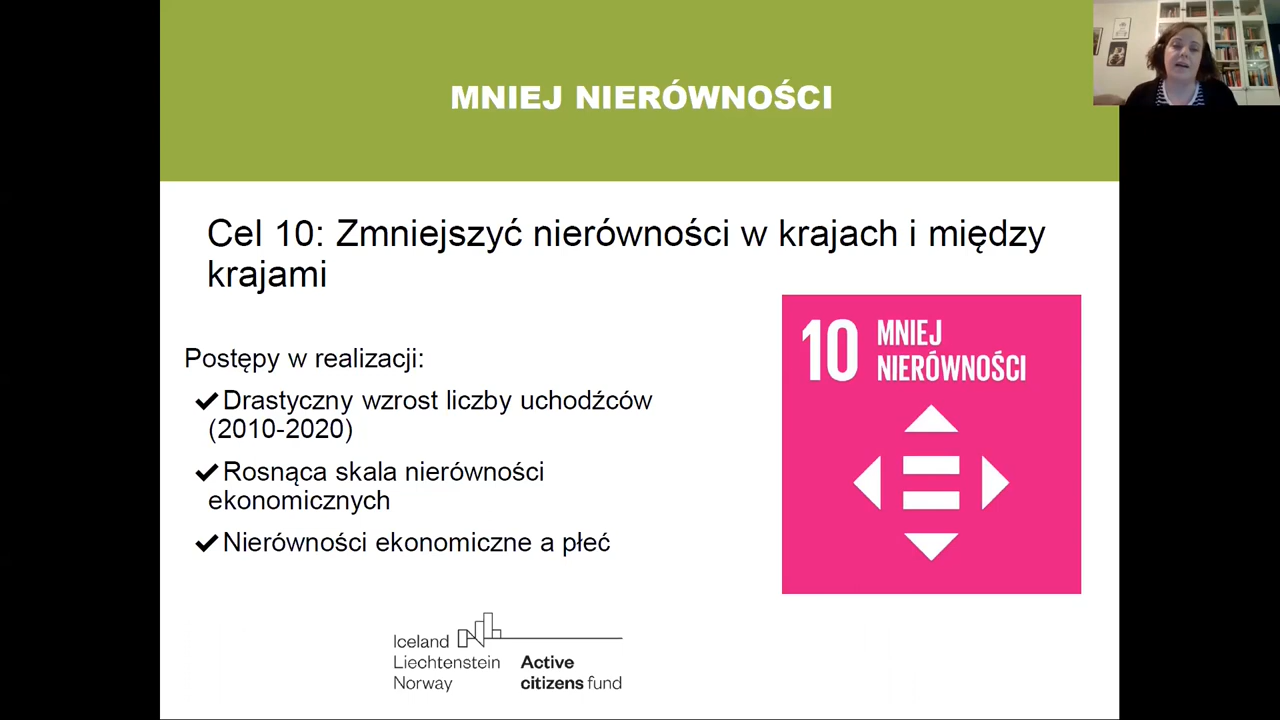 MNIEJ NIERÓWNOŚCI
Cel 10: Zmniejszyć nierówności w krajach i między
krajami
10 MNIEJ
NIERÓWNOŚCI
Postępy w realizacji:
Drastyczny wzrost liczby uchodźców
(2010-2020)
Rosnąca skala nierówności
ekonomicznych
Nierówności ekonomiczne a płeć
Iceland
Liechtenstein
Norway
Active
citizens fund